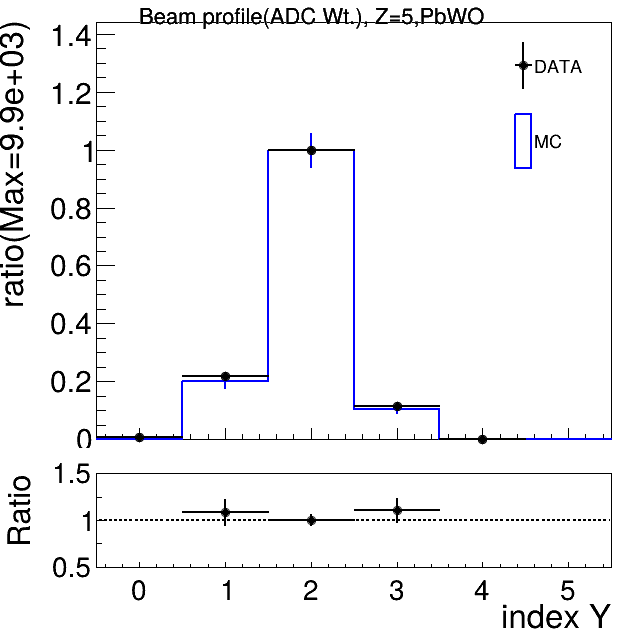 Beam profile(ADC Wt.), Z=5,PbWO
ratio(Max=9.9e+03)
1.4
1.2
1
0.8
0.6
0.4
0.2
0
DATA
MC
Ratio
1.5
1
0.5
0 1 2 3 4 5
index Y